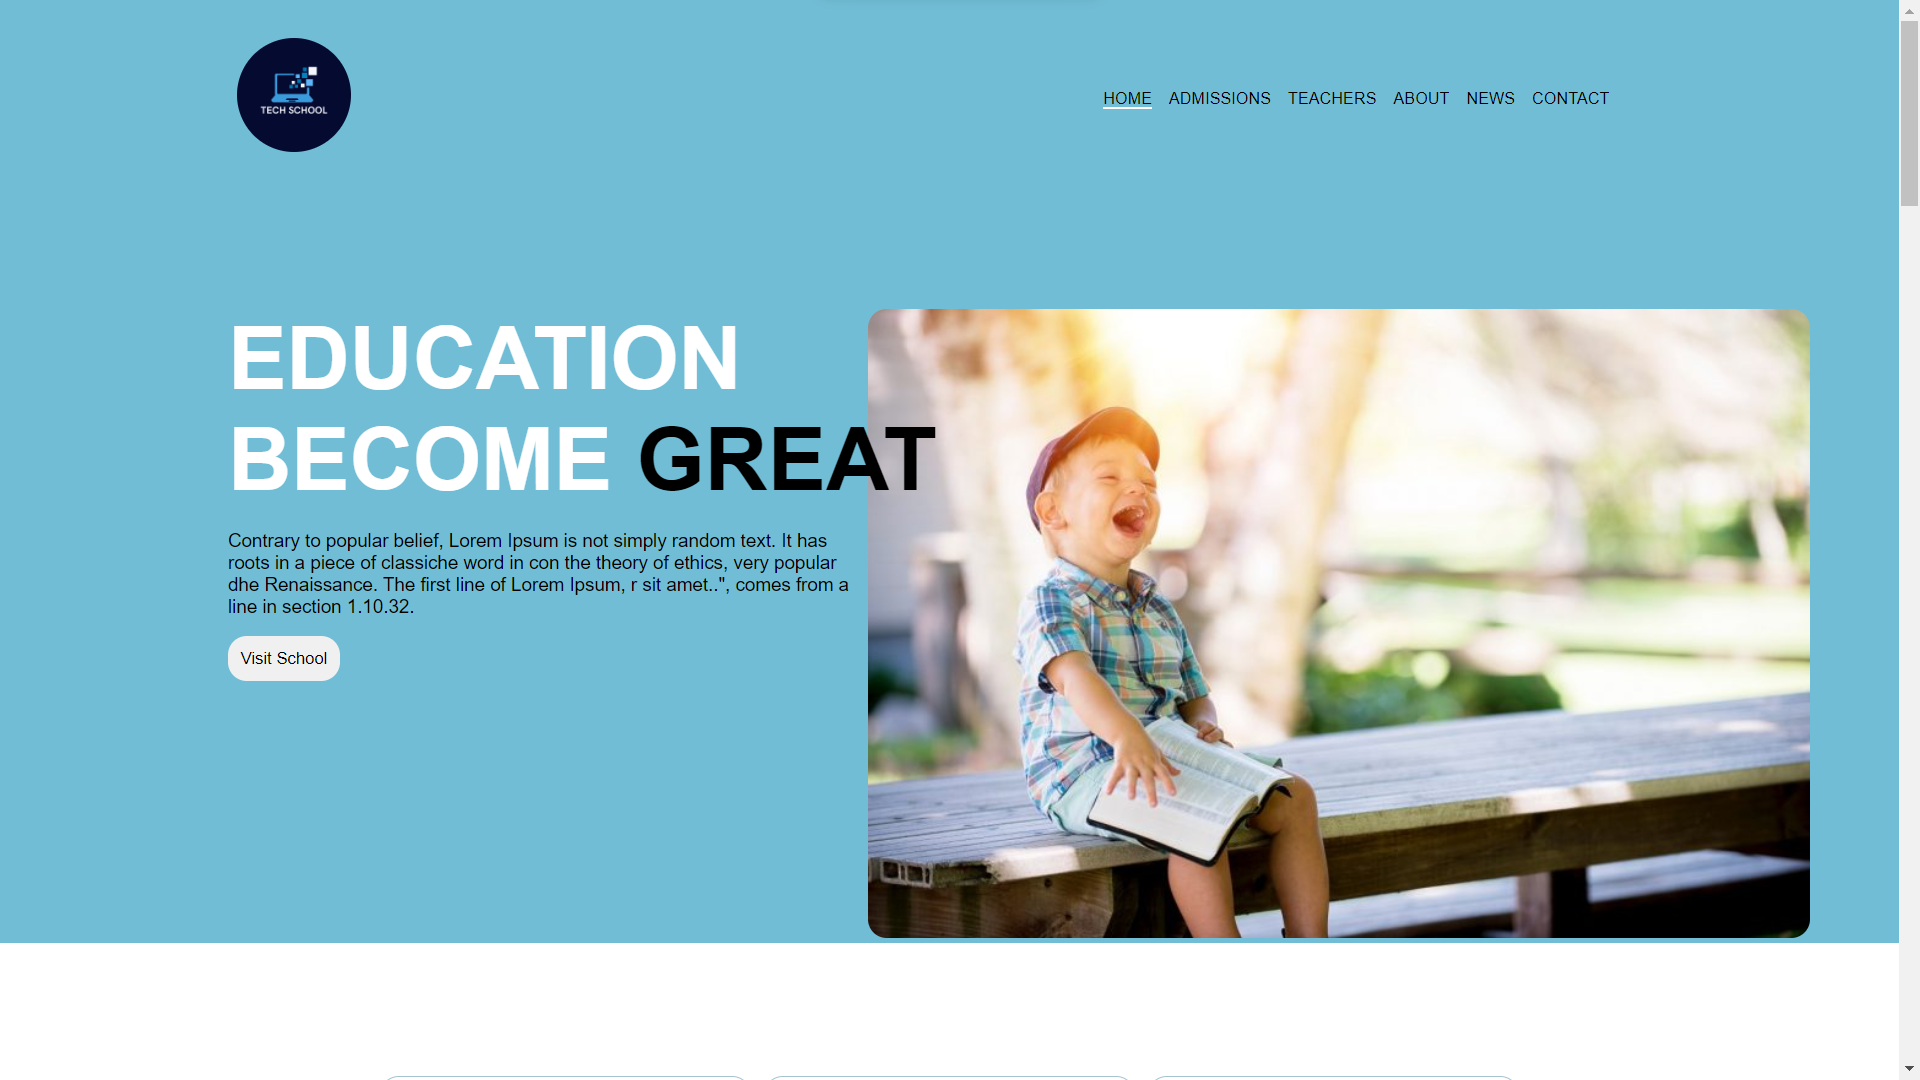 TECH SCHOOL
HOME ADMISSIONS TEACHERS ABOUT NEWS CONTACT
EDUCATION
BECOME GREAT
Contrary to popular belief, Lorem Ipsum is not simply random text. It has
roots in a piece of classiche word in con the theory of ethics, very popular
dhe Renaissance. The first line of Lorem Ipsum, r sit amet..", comes from a
line in section 1.10.32.
Visit School